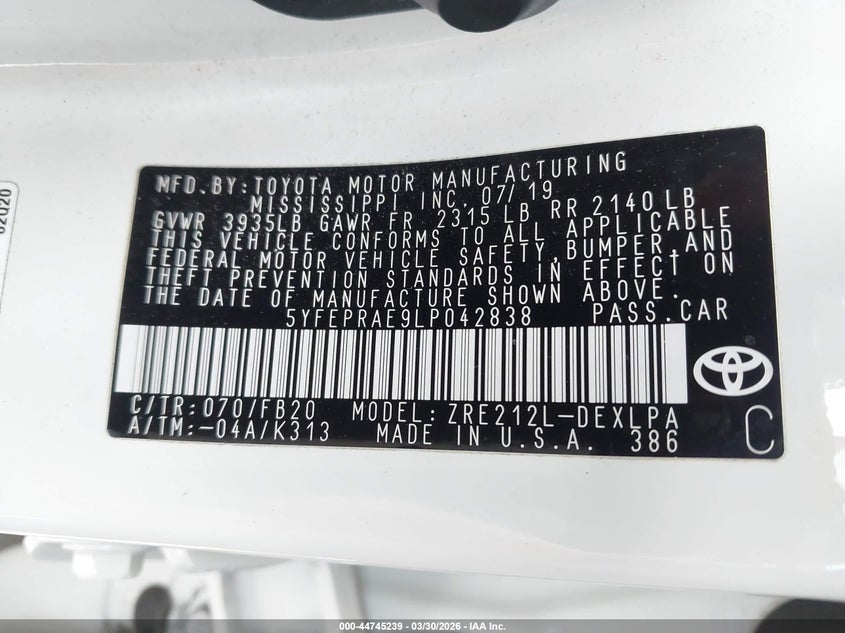 02020
MFD. BY: TOYOTA MOTOR MANUFACTURING
MISSISSIPPI INC. 07/19
GVWR 3935LB GAWR FR 2315 LB RR 2140 LB
THIS VEHICLE CONFORMS TO ALL APPLICABLE
FEDERAL MOTOR VEHICLE SAFETY, BUMPER, AND
THEFT PREVENTION STANDARDS IN EFFECT ON
THE DATE OF MANUFACTURE SHOWN ABOVE.
5YFEPRAE9LP042838 PASS. CAR
C/TR: 070/FB20 MODEL: ZRE212L-DEXLPA
A/TM: -04A/K313 MADE IN U.S.A. 386
C
000-44745239 - 03/30/2026 - IAA Inc.